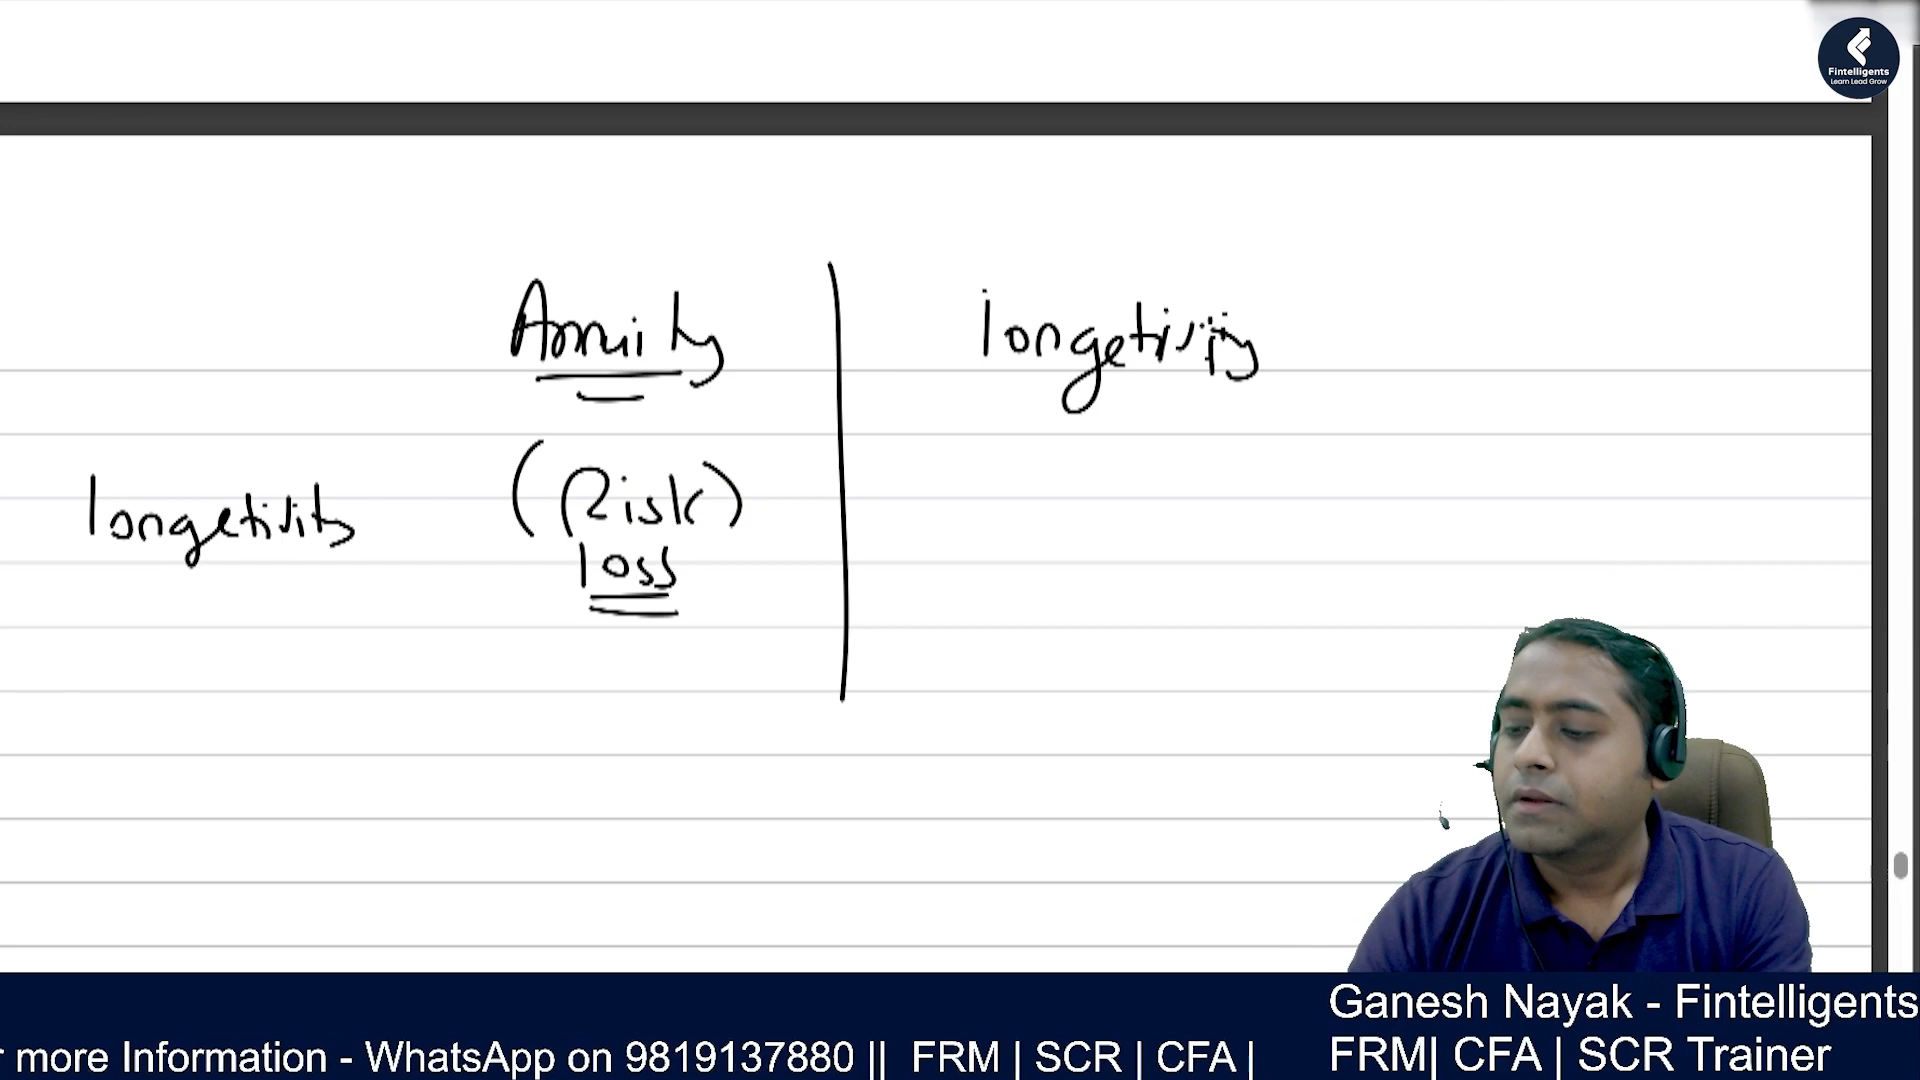 Fintelligents
Learn Lead Grow
Annuity
longetivity
(Risk)
longetivity
loss
Ganesh Nayak - Fintelligents
r more Information - WhatsApp on 9819137880 || FRM | SCR | CFA |
FRM| CFA | SCR Trainer